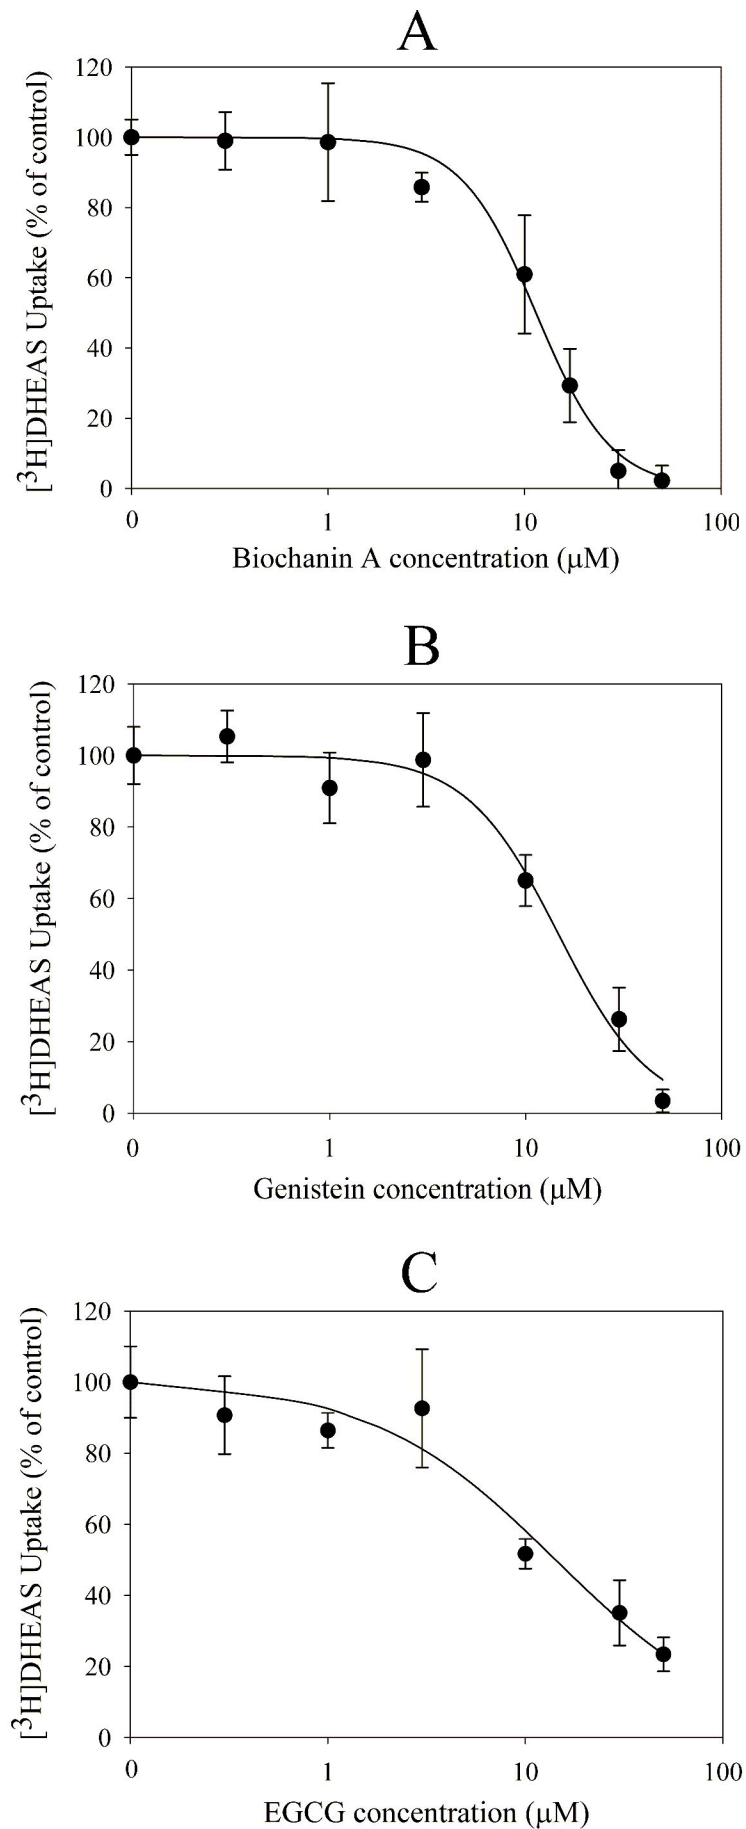 A
[³H]DHEAS Uptake (% of control)
120
100
80
60
40
20
0
0 1 10 100
Biochanin A concentration (μM)
B
[³H]DHEAS Uptake (% of control)
120
100
80
60
40
20
0
0 1 10 100
Genistein concentration (μM)
C
[³H]DHEAS Uptake (% of control)
120
100
80
60
40
20
0
0 1 10 100
EGCG concentration (μM)